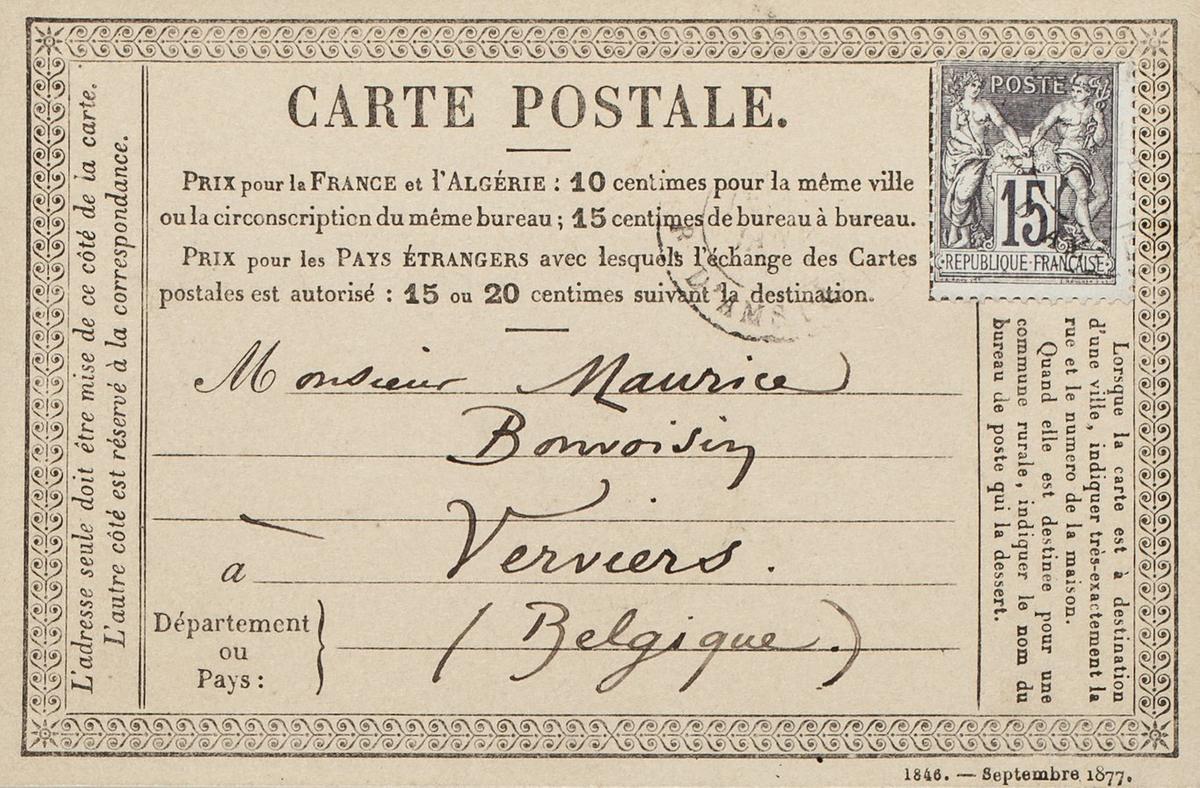 CARTE POSTALE.
PRIX pour la FRANCE et l'ALGÉRIE : 10 centimes pour la même ville
ou la circonscription du même bureau ; 15 centimes de bureau à bureau.
PRIX pour les PAYS ÉTRANGERS avec lesquels l'échange des Cartes
postales est autorisé : 15 ou 20 centimes suivant la destination.
POSTE
15
REPUBLIQUE-FRANÇAISE
R. D'AMSTERDAM
Monsieur Maurice
Bonvoisin
à Verviers.
Département
ou
Pays :
(Belgique.)
L'adresse seule doit être mise de ce côté de la carte.
L'autre côté est réservé à la correspondance.
Lorsque la carte est à destination
d'une ville, indiquer très-exactement la
rue et le numero de la maison.
Quand elle est destinée pour une
commune rurale, indiquer le nom du
bureau de poste qui la dessert.
1846. — Septembre 1877.